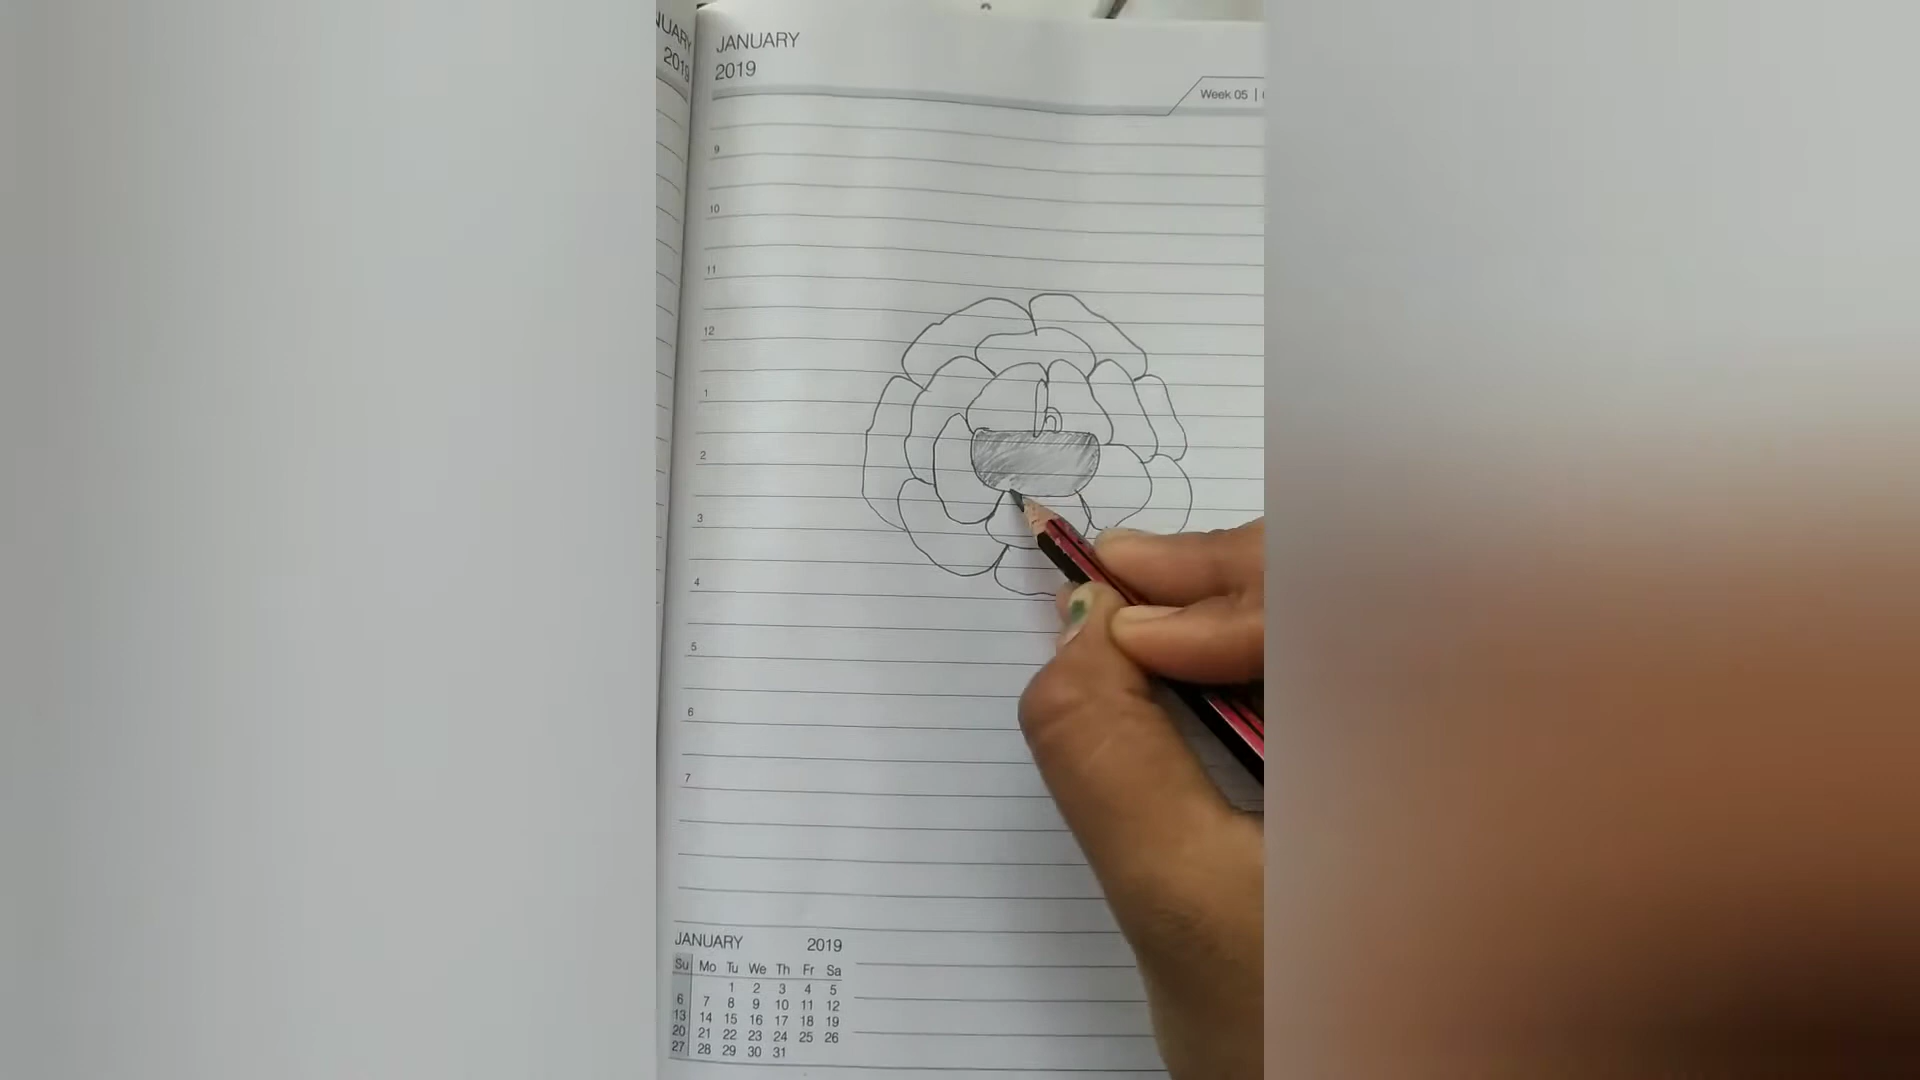 JANUARY
2019
JANUARY
2019
Week 05 |
9
10
11
12
1
2
3
4
5
6
7
JANUARY 2019
Su Mo Tu We Th Fr Sa
1 2 3 4 5
6 7 8 9 10 11 12
13 14 15 16 17 18 19
20 21 22 23 24 25 26
27 28 29 30 31